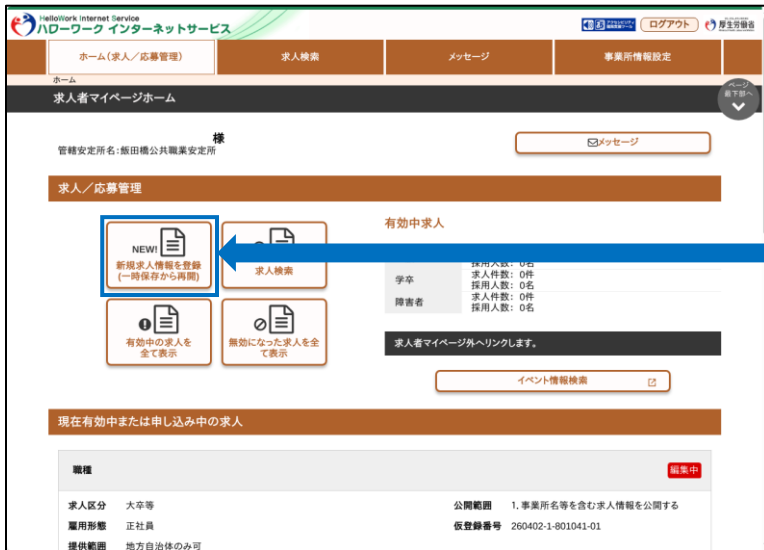 HelloWork Internet Service
ハローワーク インターネットサービス
ログアウト
厚生労働省
ホーム(求人/応募管理)
求人検索
メッセージ
事業所情報設定
ホーム
求人者マイページホーム
ページ
最下部へ
様
管轄安定所名:飯田橋公共職業安定所
メッセージ
求人/応募管理
NEW!
新規求人情報を登録
(一時保存から再開)
求人検索
有効中の求人を
全て表示
無効になった求人を全
て表示
有効中求人
採用人数: 0名
学卒
求人件数: 0件
採用人数: 0名
障害者
求人件数: 0件
採用人数: 0名
求人者マイページ外へリンクします。
イベント情報検索
現在有効中または申し込み中の求人
職種
編集中
求人区分 大卒等
公開範囲 1.事業所名等を含む求人情報を公開する
雇用形態 正社員
仮登録番号 260402-1-801041-01
提供範囲 地方自治体のみ可